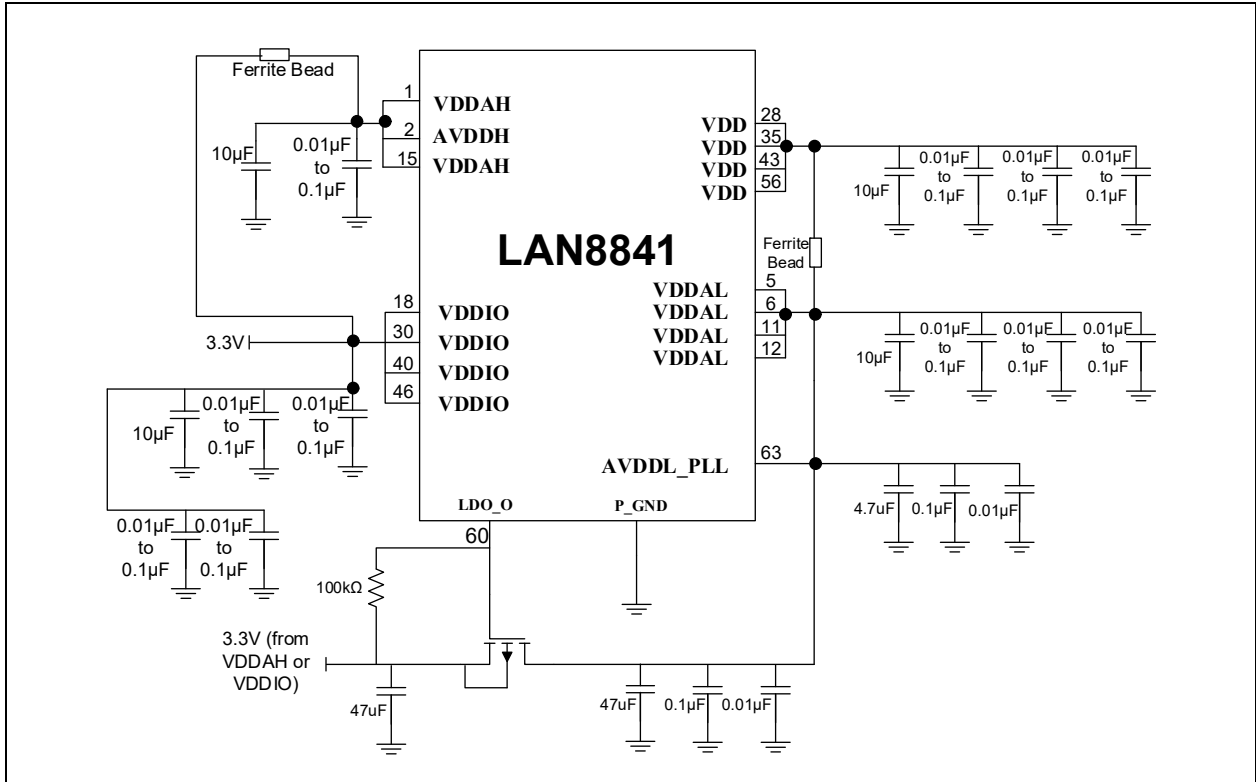 Ferrite Bead
1
VDDAH
2
AVDDH
15
VDDAH
10µF
0.01µF
to
0.1µF
28
VDD
35
VDD
43
VDD
56
VDD
10µF
0.01µF
to
0.1µF
0.01µF
to
0.1µF
0.01µF
to
0.1µF
LAN8841
Ferrite
Bead
5
VDDAL
6
VDDAL
11
VDDAL
12
VDDAL
10µF
0.01µF
to
0.1µF
0.01µF
to
0.1µF
0.01µF
to
0.1µF
18
VDDIO
30
VDDIO
40
VDDIO
46
VDDIO
3.3V
10µF
0.01µF
to
0.1µF
0.01µF
to
0.1µF
0.01µF
to
0.1µF
0.01µF
to
0.1µF
63
AVDDL_PLL
4.7uF
0.1µF
0.01µF
LDO_O
P_GND
60
100kΩ
3.3V (from
VDDAH or
VDDIO)
47uF
47uF
0.1µF
0.01µF